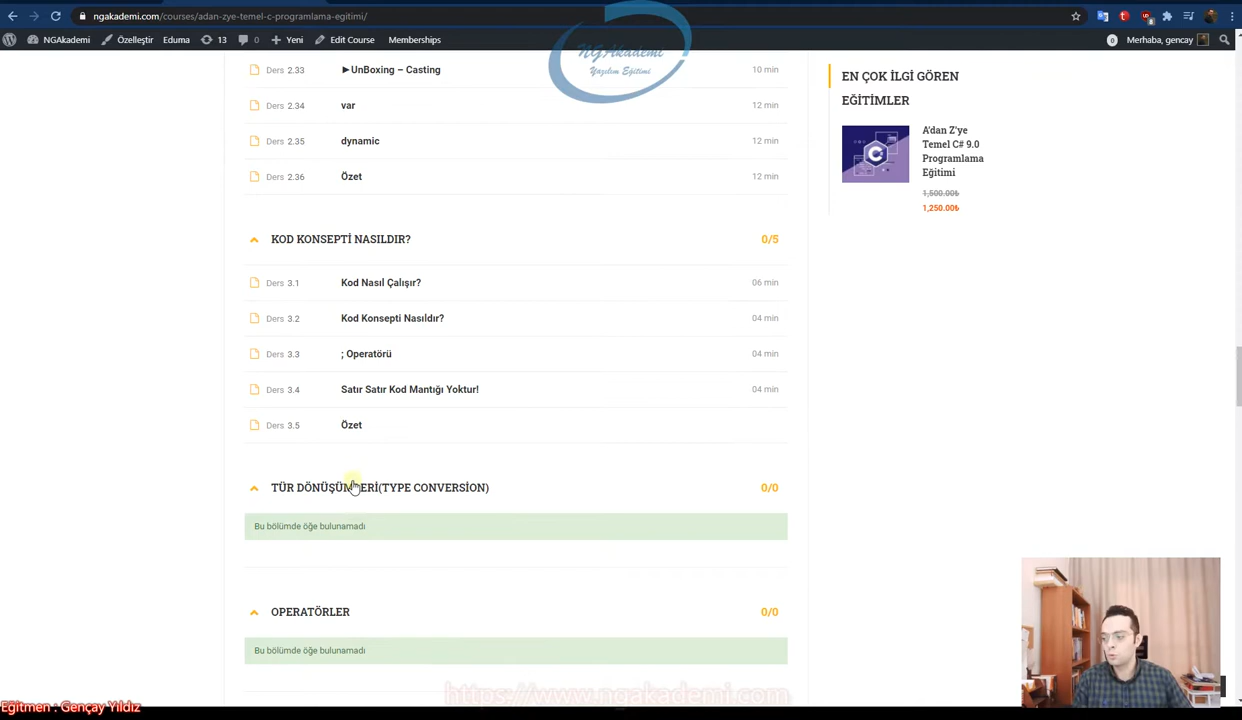 ngakademi.com/courses/adan-zye-temel-c-programlama-egitimi/
NGAkademi
Özelleştir
Eduma
13
0
Yeni
Edit Course
Memberships
0
Merhaba, gencay
NGAkademi
Yazılım Eğitimi
Ders 2.33 ►UnBoxing – Casting 10 min
Ders 2.34 var 12 min
Ders 2.35 dynamic 12 min
Ders 2.36 Özet 12 min
KOD KONSEPTİ NASILDIR? 0/5
Ders 3.1 Kod Nasıl Çalışır? 06 min
Ders 3.2 Kod Konsepti Nasıldır? 04 min
Ders 3.3 ; Operatörü 04 min
Ders 3.4 Satır Satır Kod Mantığı Yoktur! 04 min
Ders 3.5 Özet
TÜR DÖNÜŞÜMLERİ(TYPE CONVERSİON) 0/0
Bu bölümde öğe bulunamadı
OPERATÖRLER 0/0
Bu bölümde öğe bulunamadı
EN ÇOK İLGİ GÖREN
EĞİTİMLER
A'dan Z'ye
Temel C# 9.0
Programlama
Eğitimi
1,500.00₺
1,250.00₺
https://www.ngakademi.com
Eğitmen : Gençay Yıldız